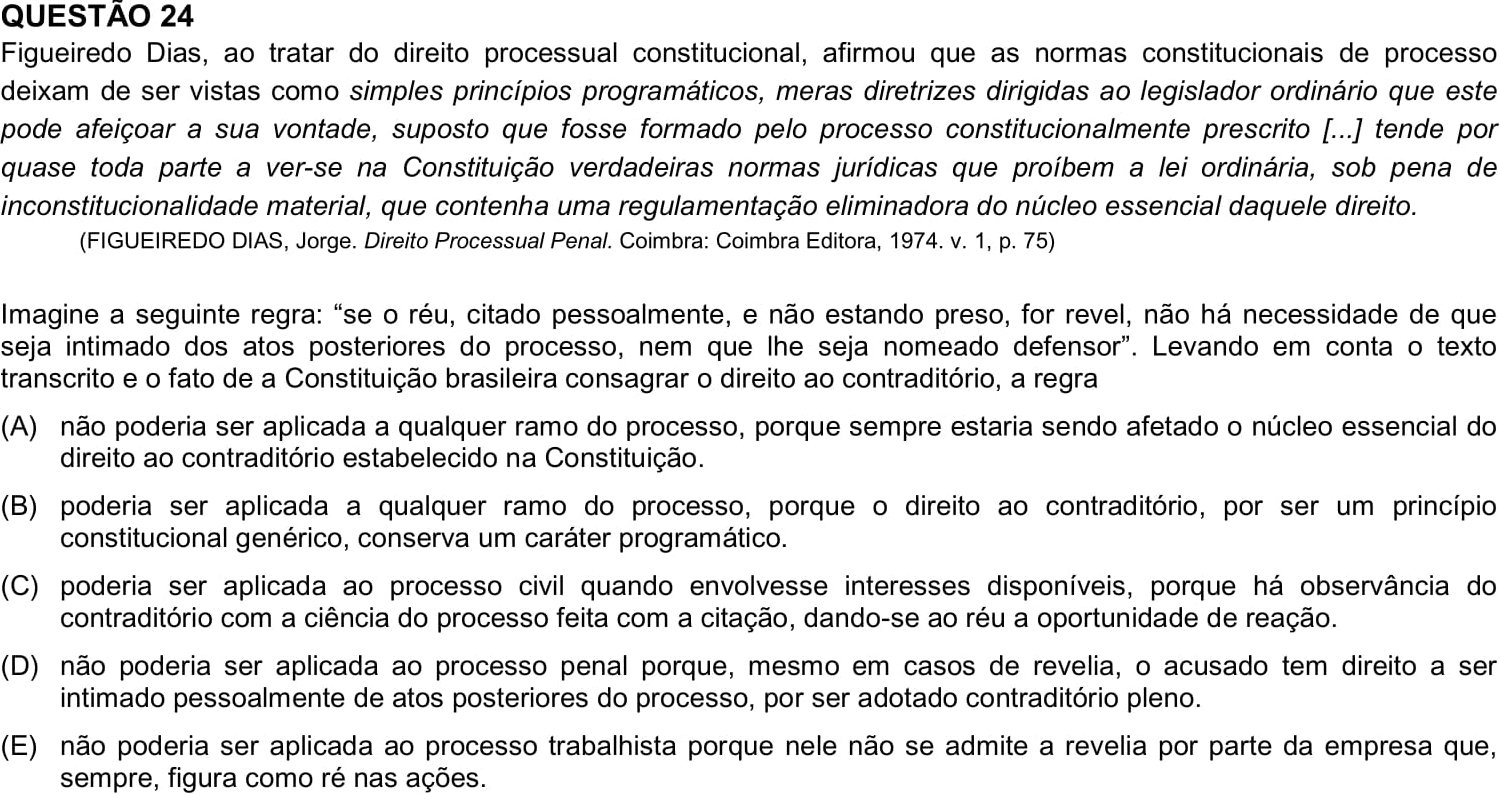 QUESTÃO 24
Figueiredo Dias, ao tratar do direito processual constitucional, afirmou que as normas constitucionais de processo
deixam de ser vistas como simples princípios programáticos, meras diretrizes dirigidas ao legislador ordinário que este
pode afeiçoar a sua vontade, suposto que fosse formado pelo processo constitucionalmente prescrito [...] tende por
quase toda parte a ver-se na Constituição verdadeiras normas jurídicas que proíbem a lei ordinária, sob pena de
inconstitucionalidade material, que contenha uma regulamentação eliminadora do núcleo essencial daquele direito.
(FIGUEIREDO DIAS, Jorge. Direito Processual Penal. Coimbra: Coimbra Editora, 1974. v. 1, p. 75)
Imagine a seguinte regra: “se o réu, citado pessoalmente, e não estando preso, for revel, não há necessidade de que
seja intimado dos atos posteriores do processo, nem que lhe seja nomeado defensor”. Levando em conta o texto
transcrito e o fato de a Constituição brasileira consagrar o direito ao contraditório, a regra
(A) não poderia ser aplicada a qualquer ramo do processo, porque sempre estaria sendo afetado o núcleo essencial do
direito ao contraditório estabelecido na Constituição.
(B) poderia ser aplicada a qualquer ramo do processo, porque o direito ao contraditório, por ser um princípio
constitucional genérico, conserva um caráter programático.
(C) poderia ser aplicada ao processo civil quando envolvesse interesses disponíveis, porque há observância do
contraditório com a ciência do processo feita com a citação, dando-se ao réu a oportunidade de reação.
(D) não poderia ser aplicada ao processo penal porque, mesmo em casos de revelia, o acusado tem direito a ser
intimado pessoalmente de atos posteriores do processo, por ser adotado contraditório pleno.
(E) não poderia ser aplicada ao processo trabalhista porque nele não se admite a revelia por parte da empresa que,
sempre, figura como ré nas ações.